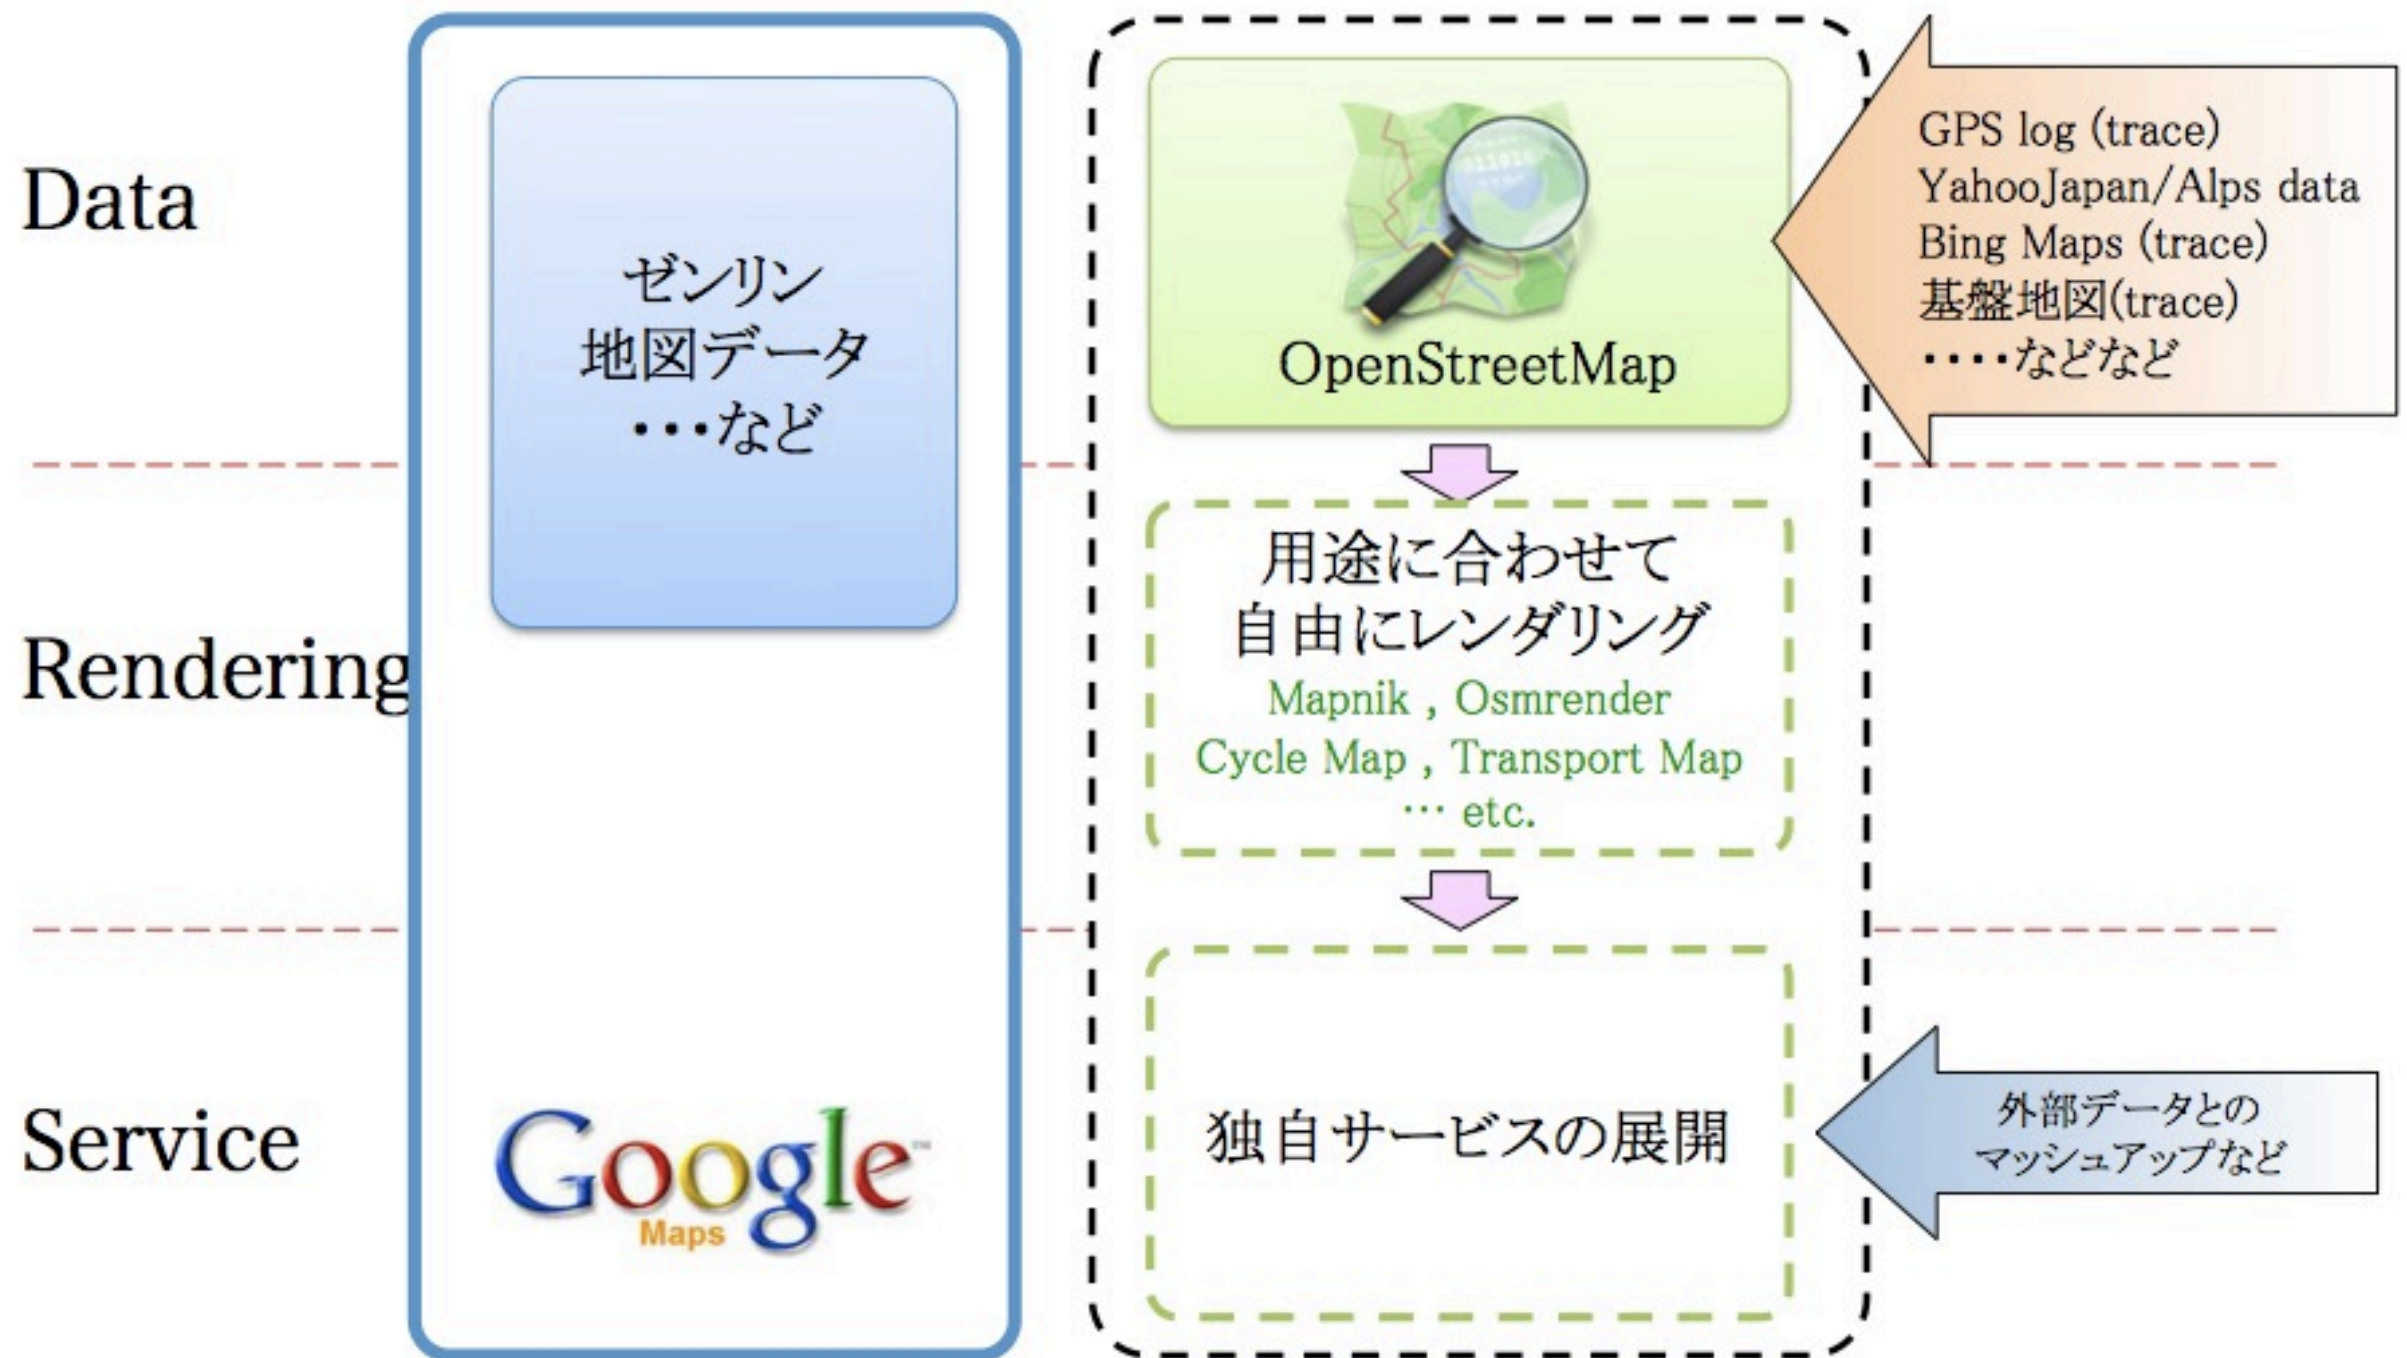 Data
Rendering
Service
ゼンリン
地図データ
・・・など
Google™
Maps
OpenStreetMap
用途に合わせて
自由にレンダリング
Mapnik , Osmrender
Cycle Map , Transport Map
… etc.
独自サービスの展開
GPS log (trace)
YahooJapan/Alps data
Bing Maps (trace)
基盤地図(trace)
・・・・などなど
外部データとの
マッシュアップなど